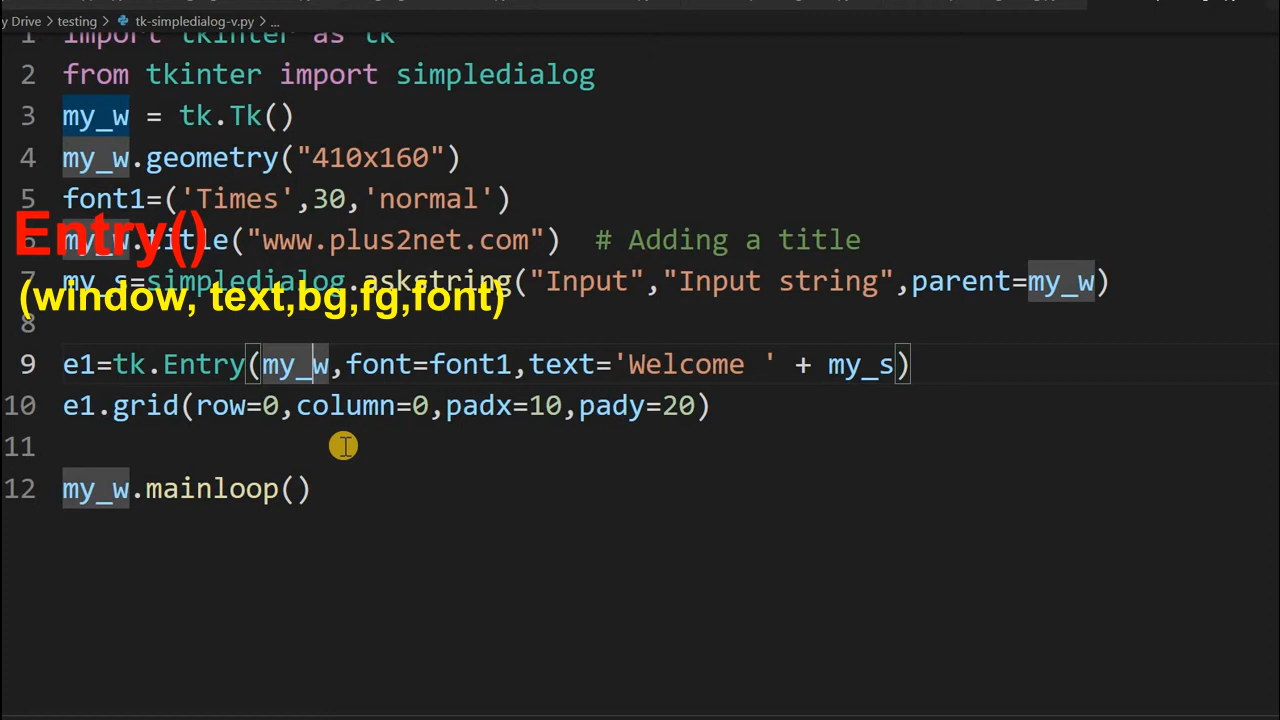 y Drive > testing > tk-simpledialog-v.py > ...
1 import tkinter as tk
2 from tkinter import simpledialog
3 my_w = tk.Tk()
4 my_w.geometry("410x160")
5 font1=('Times',30,'normal')
Entry()
6 my_w.title("www.plus2net.com") # Adding a title
7 my_s=simpledialog.askstring("Input","Input string",parent=my_w)
(window, text,bg,fg,font)
8
9 e1=tk.Entry(my_w,font=font1,text='Welcome ' + my_s)
10 e1.grid(row=0,column=0,padx=10,pady=20)
11
12 my_w.mainloop()